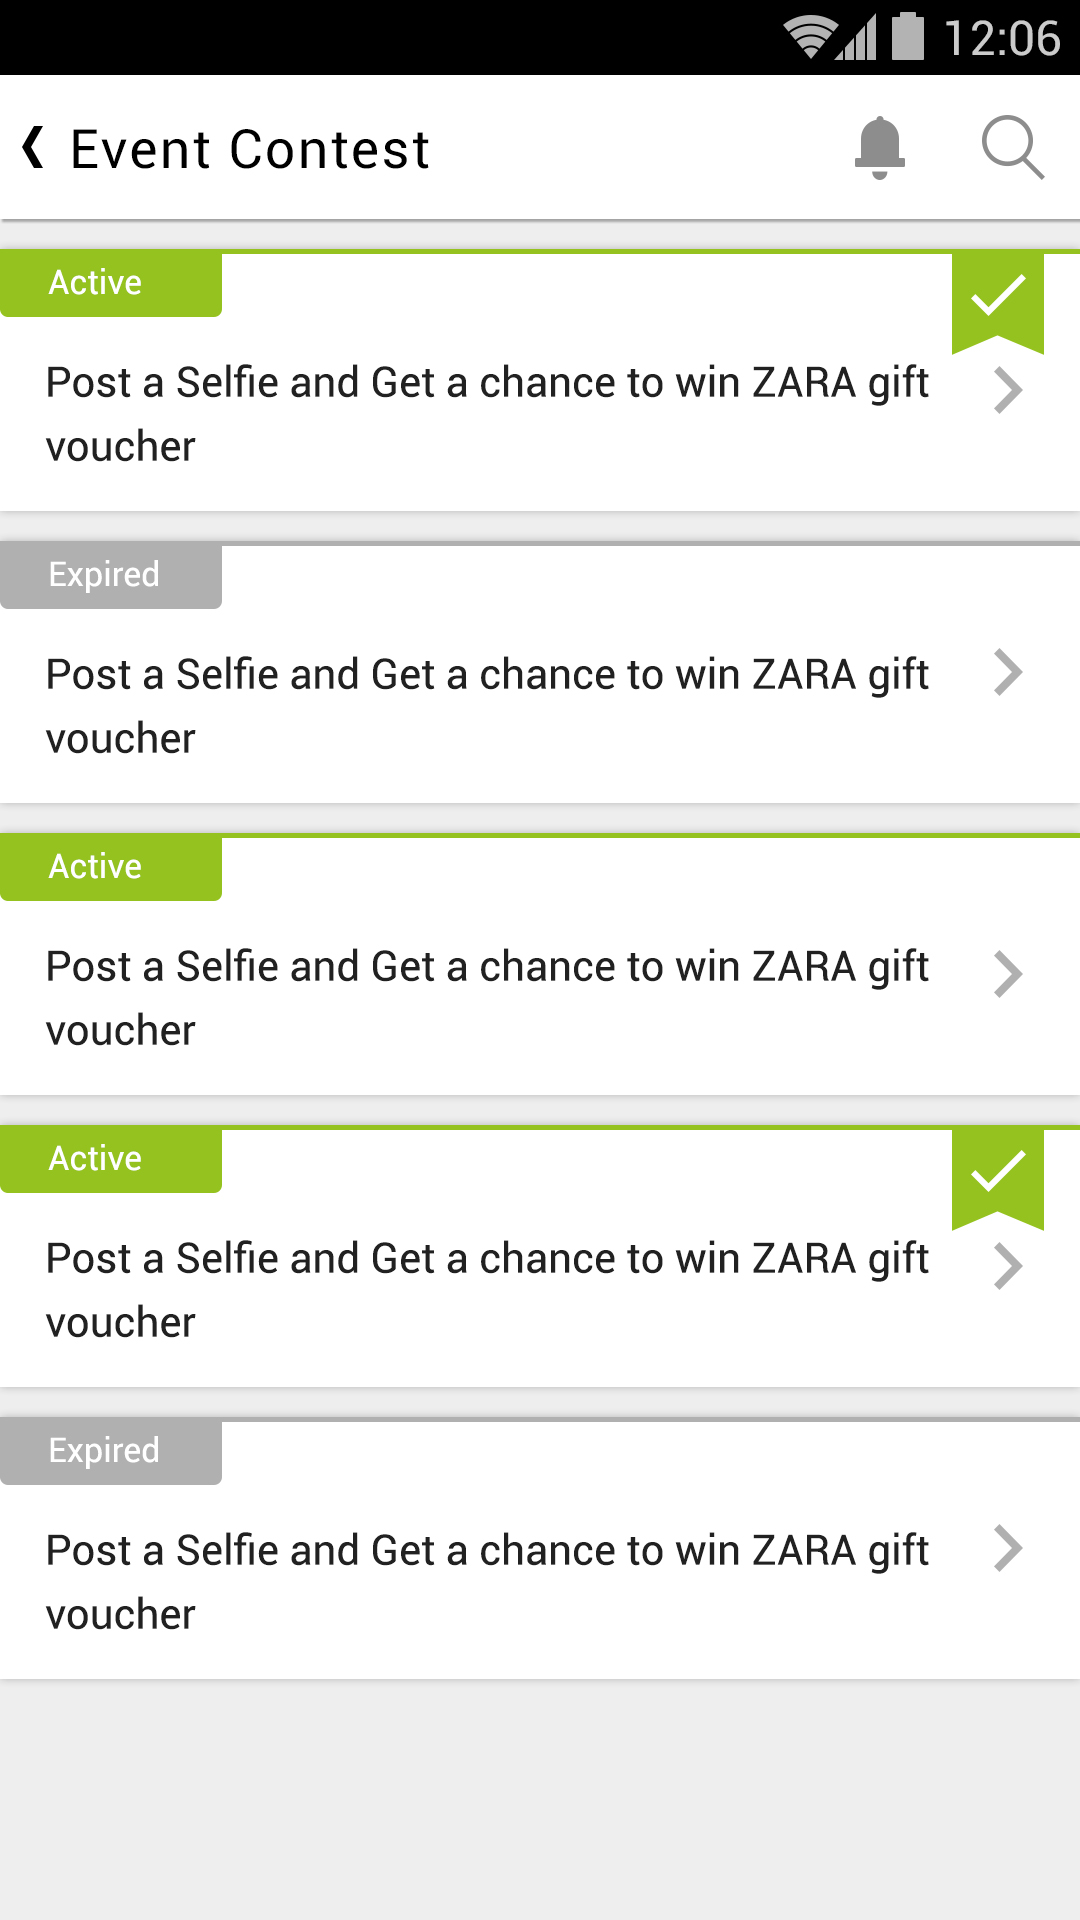 12:06
Event Contest
Active
Post a Selfie and Get a chance to win ZARA gift
voucher
Expired
Post a Selfie and Get a chance to win ZARA gift
voucher
Active
Post a Selfie and Get a chance to win ZARA gift
voucher
Active
Post a Selfie and Get a chance to win ZARA gift
voucher
Expired
Post a Selfie and Get a chance to win ZARA gift
voucher